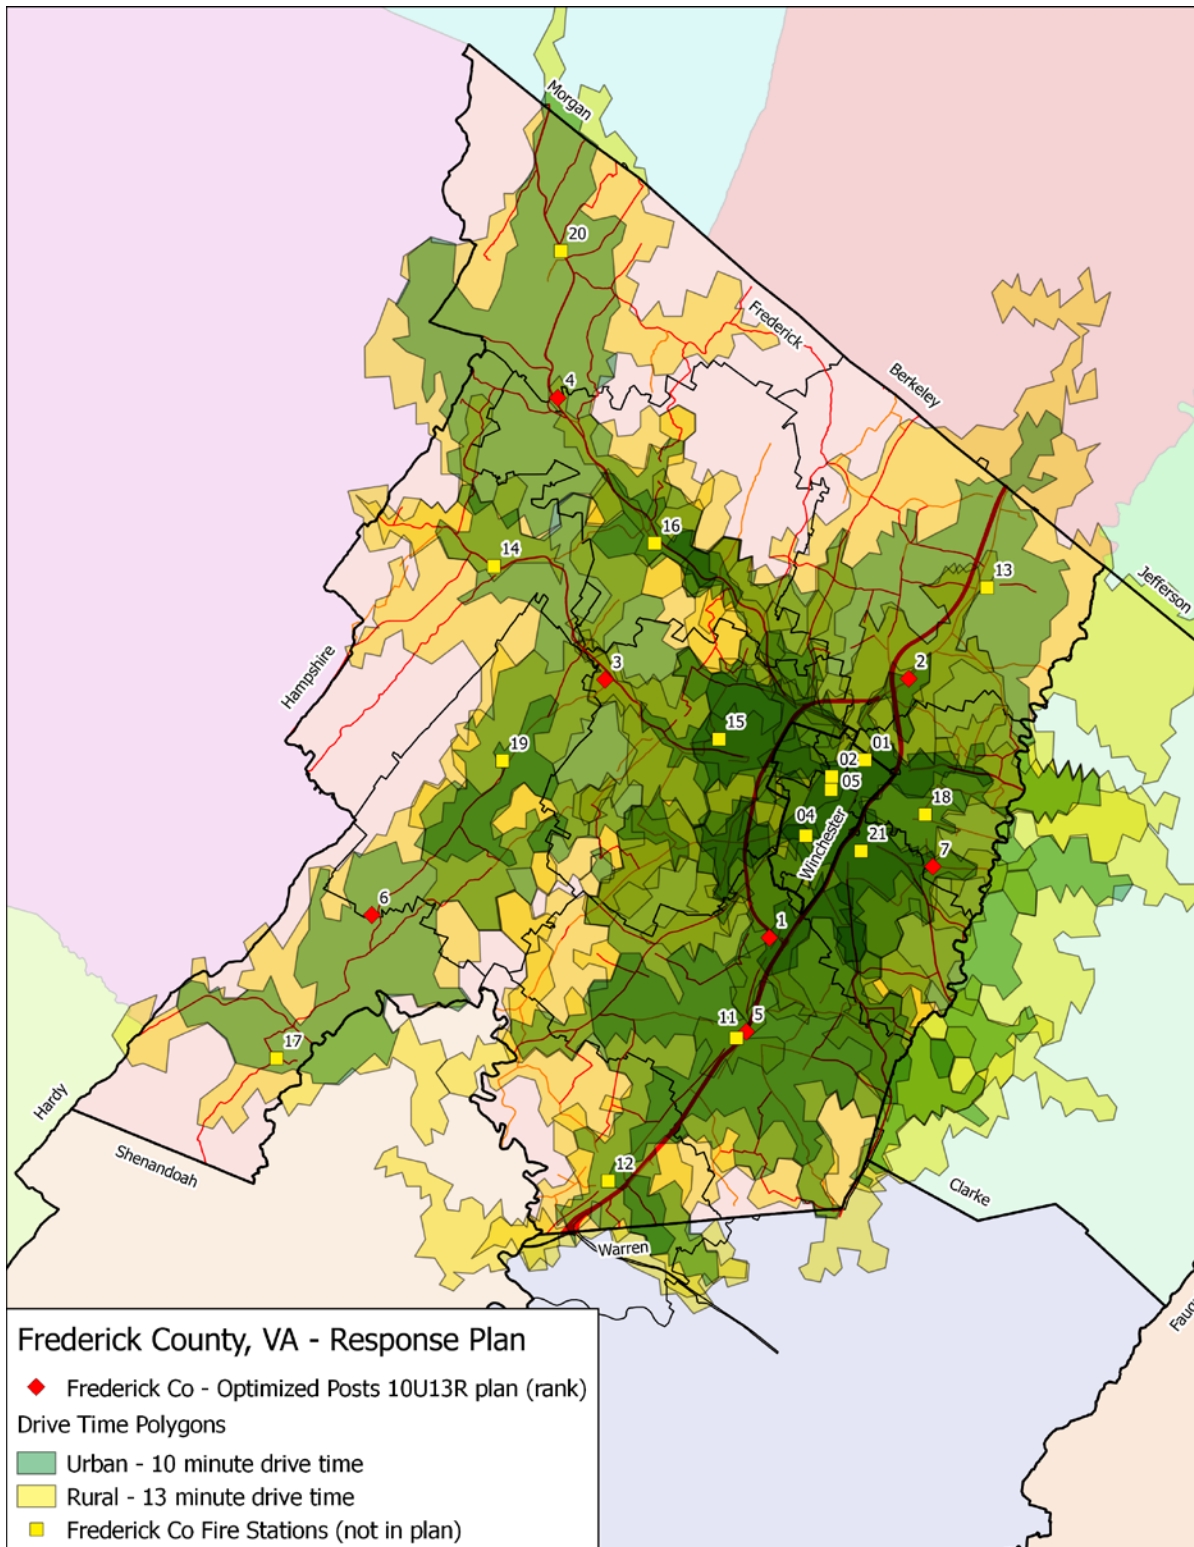 Morgan
20
Frederick
4
Berkeley
16
14
13
Jefferson
3
2
Hampshire
15
01
19
02
05
18
04
Winchester
21
7
6
1
11
5
17
Hardy
12
Shenandoah
Clarke
Warren
Frederick County, VA - Response Plan
Frederick Co - Optimized Posts 10U13R plan (rank)
Drive Time Polygons
Urban - 10 minute drive time
Rural - 13 minute drive time
Frederick Co Fire Stations (not in plan)